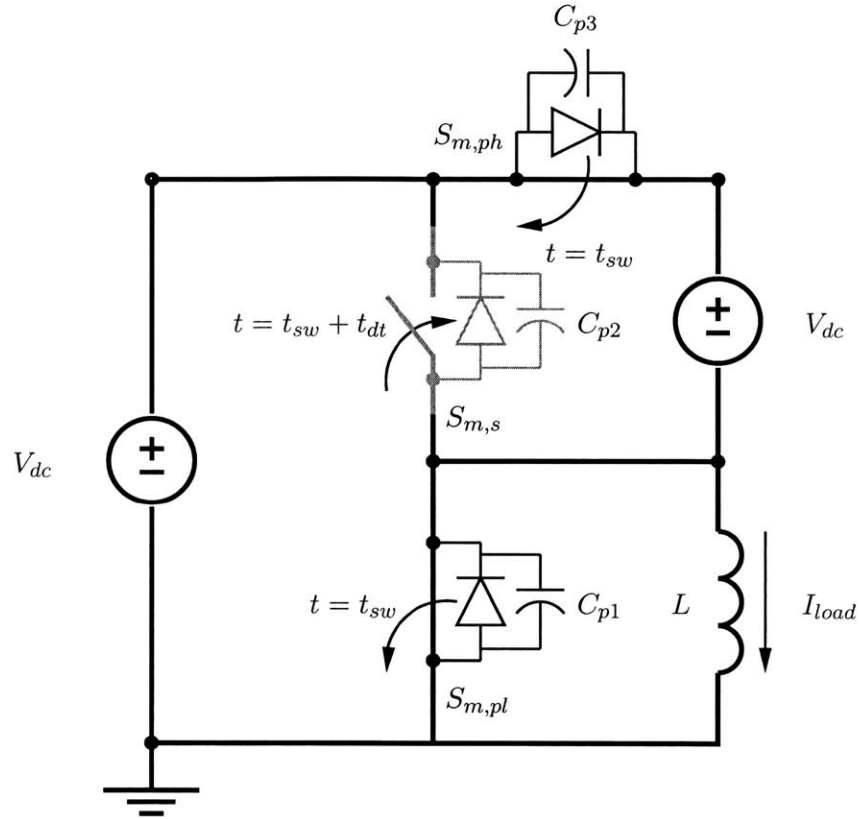 C_{p3}
S_{m,ph}
t = t_{sw}
t = t_{sw} + t_{dt}
C_{p2}
V_{dc}
S_{m,s}
V_{dc}
t = t_{sw}
C_{p1}
L
I_{load}
S_{m,pl}